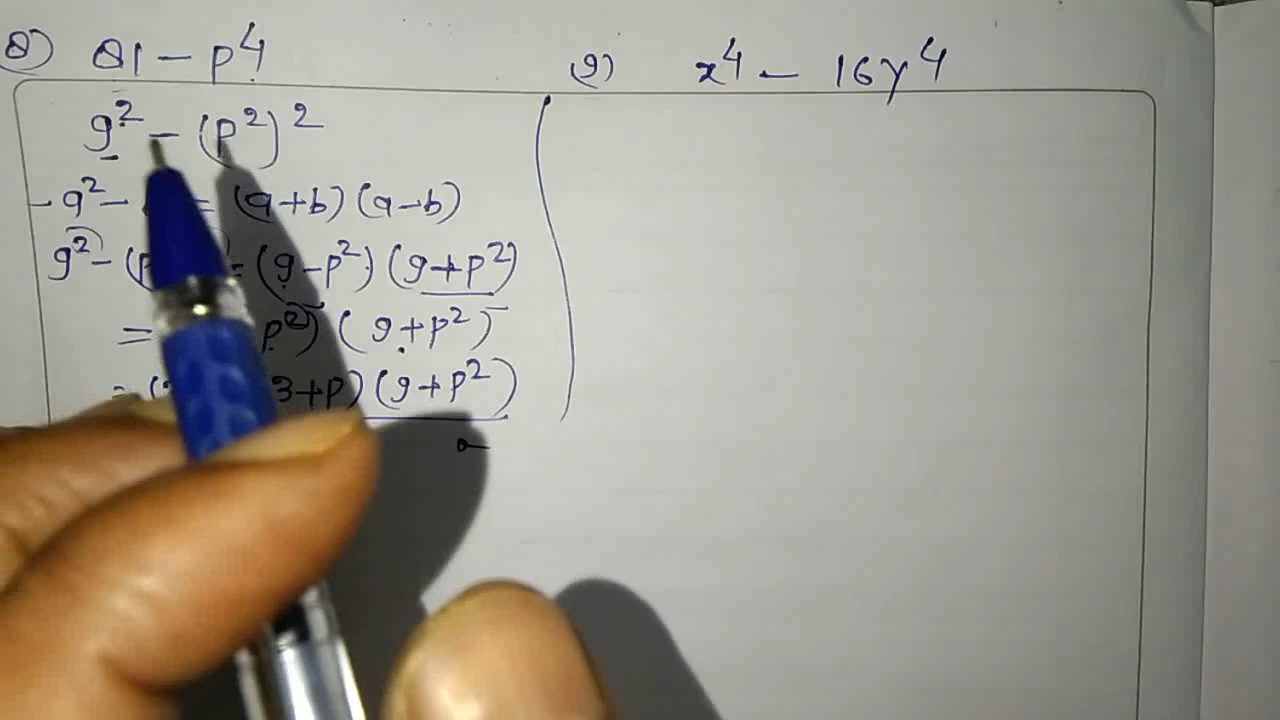 8) 81 - p⁴
9² - (p²)²
- a² - = (a+b) (a-b)
9² - (p = (9-p²) (9+p²)
= p²) (9+p²)
= ( 3+p) (9+p²)
9) x⁴ - 16y⁴